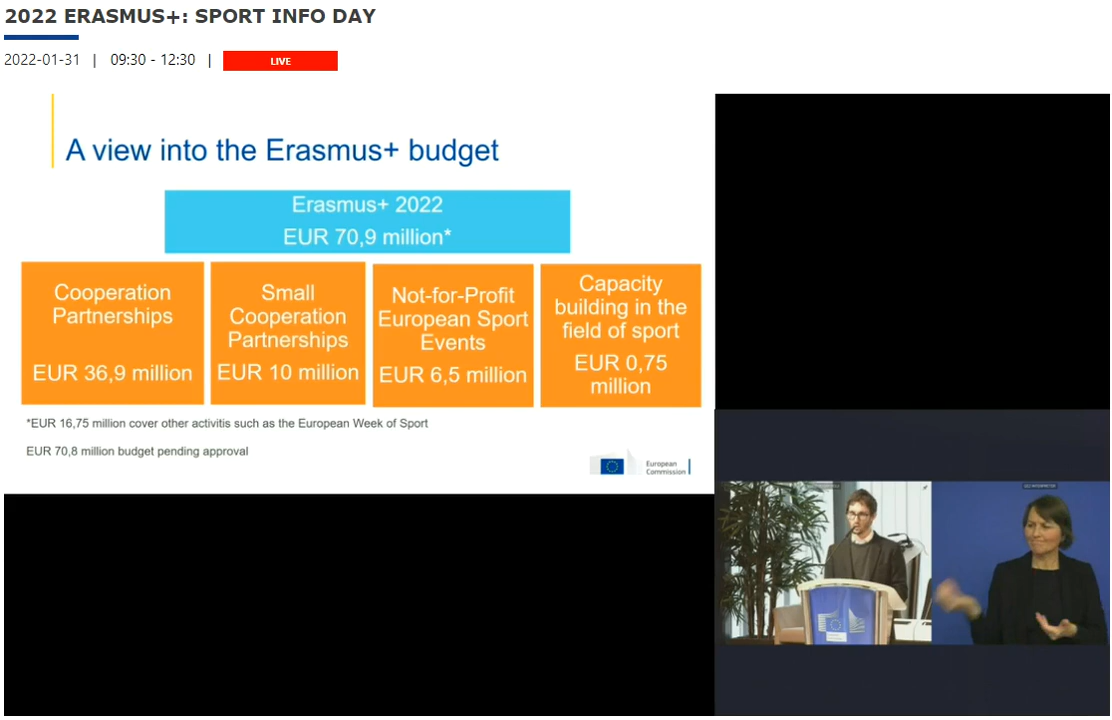 2022 ERASMUS+: SPORT INFO DAY
2022-01-31 | 09:30 - 12:30 | LIVE
A view into the Erasmus+ budget
Erasmus+ 2022
EUR 70,9 million*
Cooperation
Partnerships
EUR 36,9 million
Small
Cooperation
Partnerships
EUR 10 million
Not-for-Profit
European Sport
Events
EUR 6,5 million
Capacity
building in the
field of sport
EUR 0,75
million
*EUR 16,75 million cover other activitis such as the European Week of Sport
EUR 70,8 million budget pending approval
European
Commission